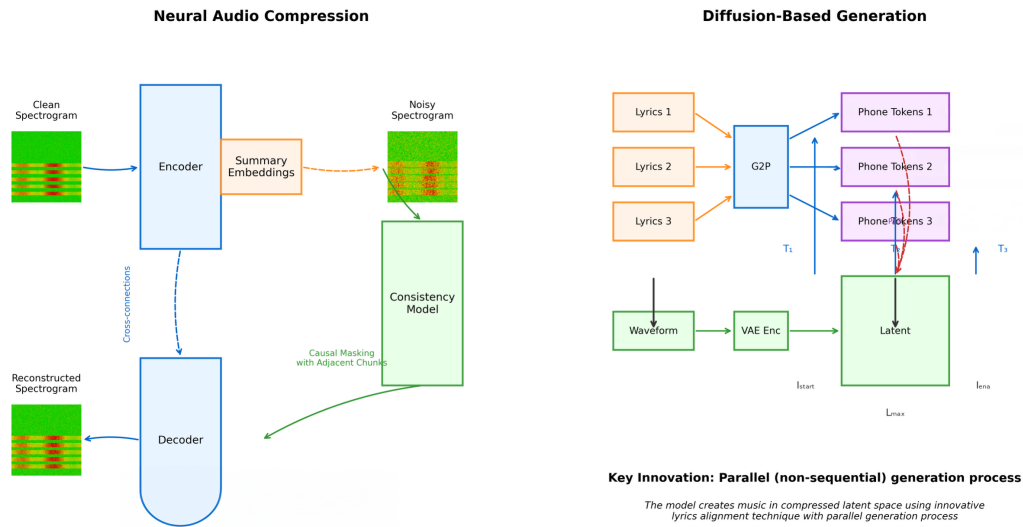 Neural Audio Compression
Clean
Spectrogram
Encoder
Summary
Embeddings
Noisy
Spectrogram
Consistency
Model
Cross-connections
Causal Masking
with Adjacent Chunks
Reconstructed
Spectrogram
Decoder
Diffusion-Based Generation
Lyrics 1
Lyrics 2
Lyrics 3
G2P
Phone Tokens 1
Phone Tokens 2
Phone Tokens 3
T₁
T₃
Waveform
VAE Enc
Latent
Iₛₜₐᵣₜ
Iₑₙₐ
Lₘₐₓ
Key Innovation: Parallel (non-sequential) generation process
The model creates music in compressed latent space using innovative
lyrics alignment technique with parallel generation process